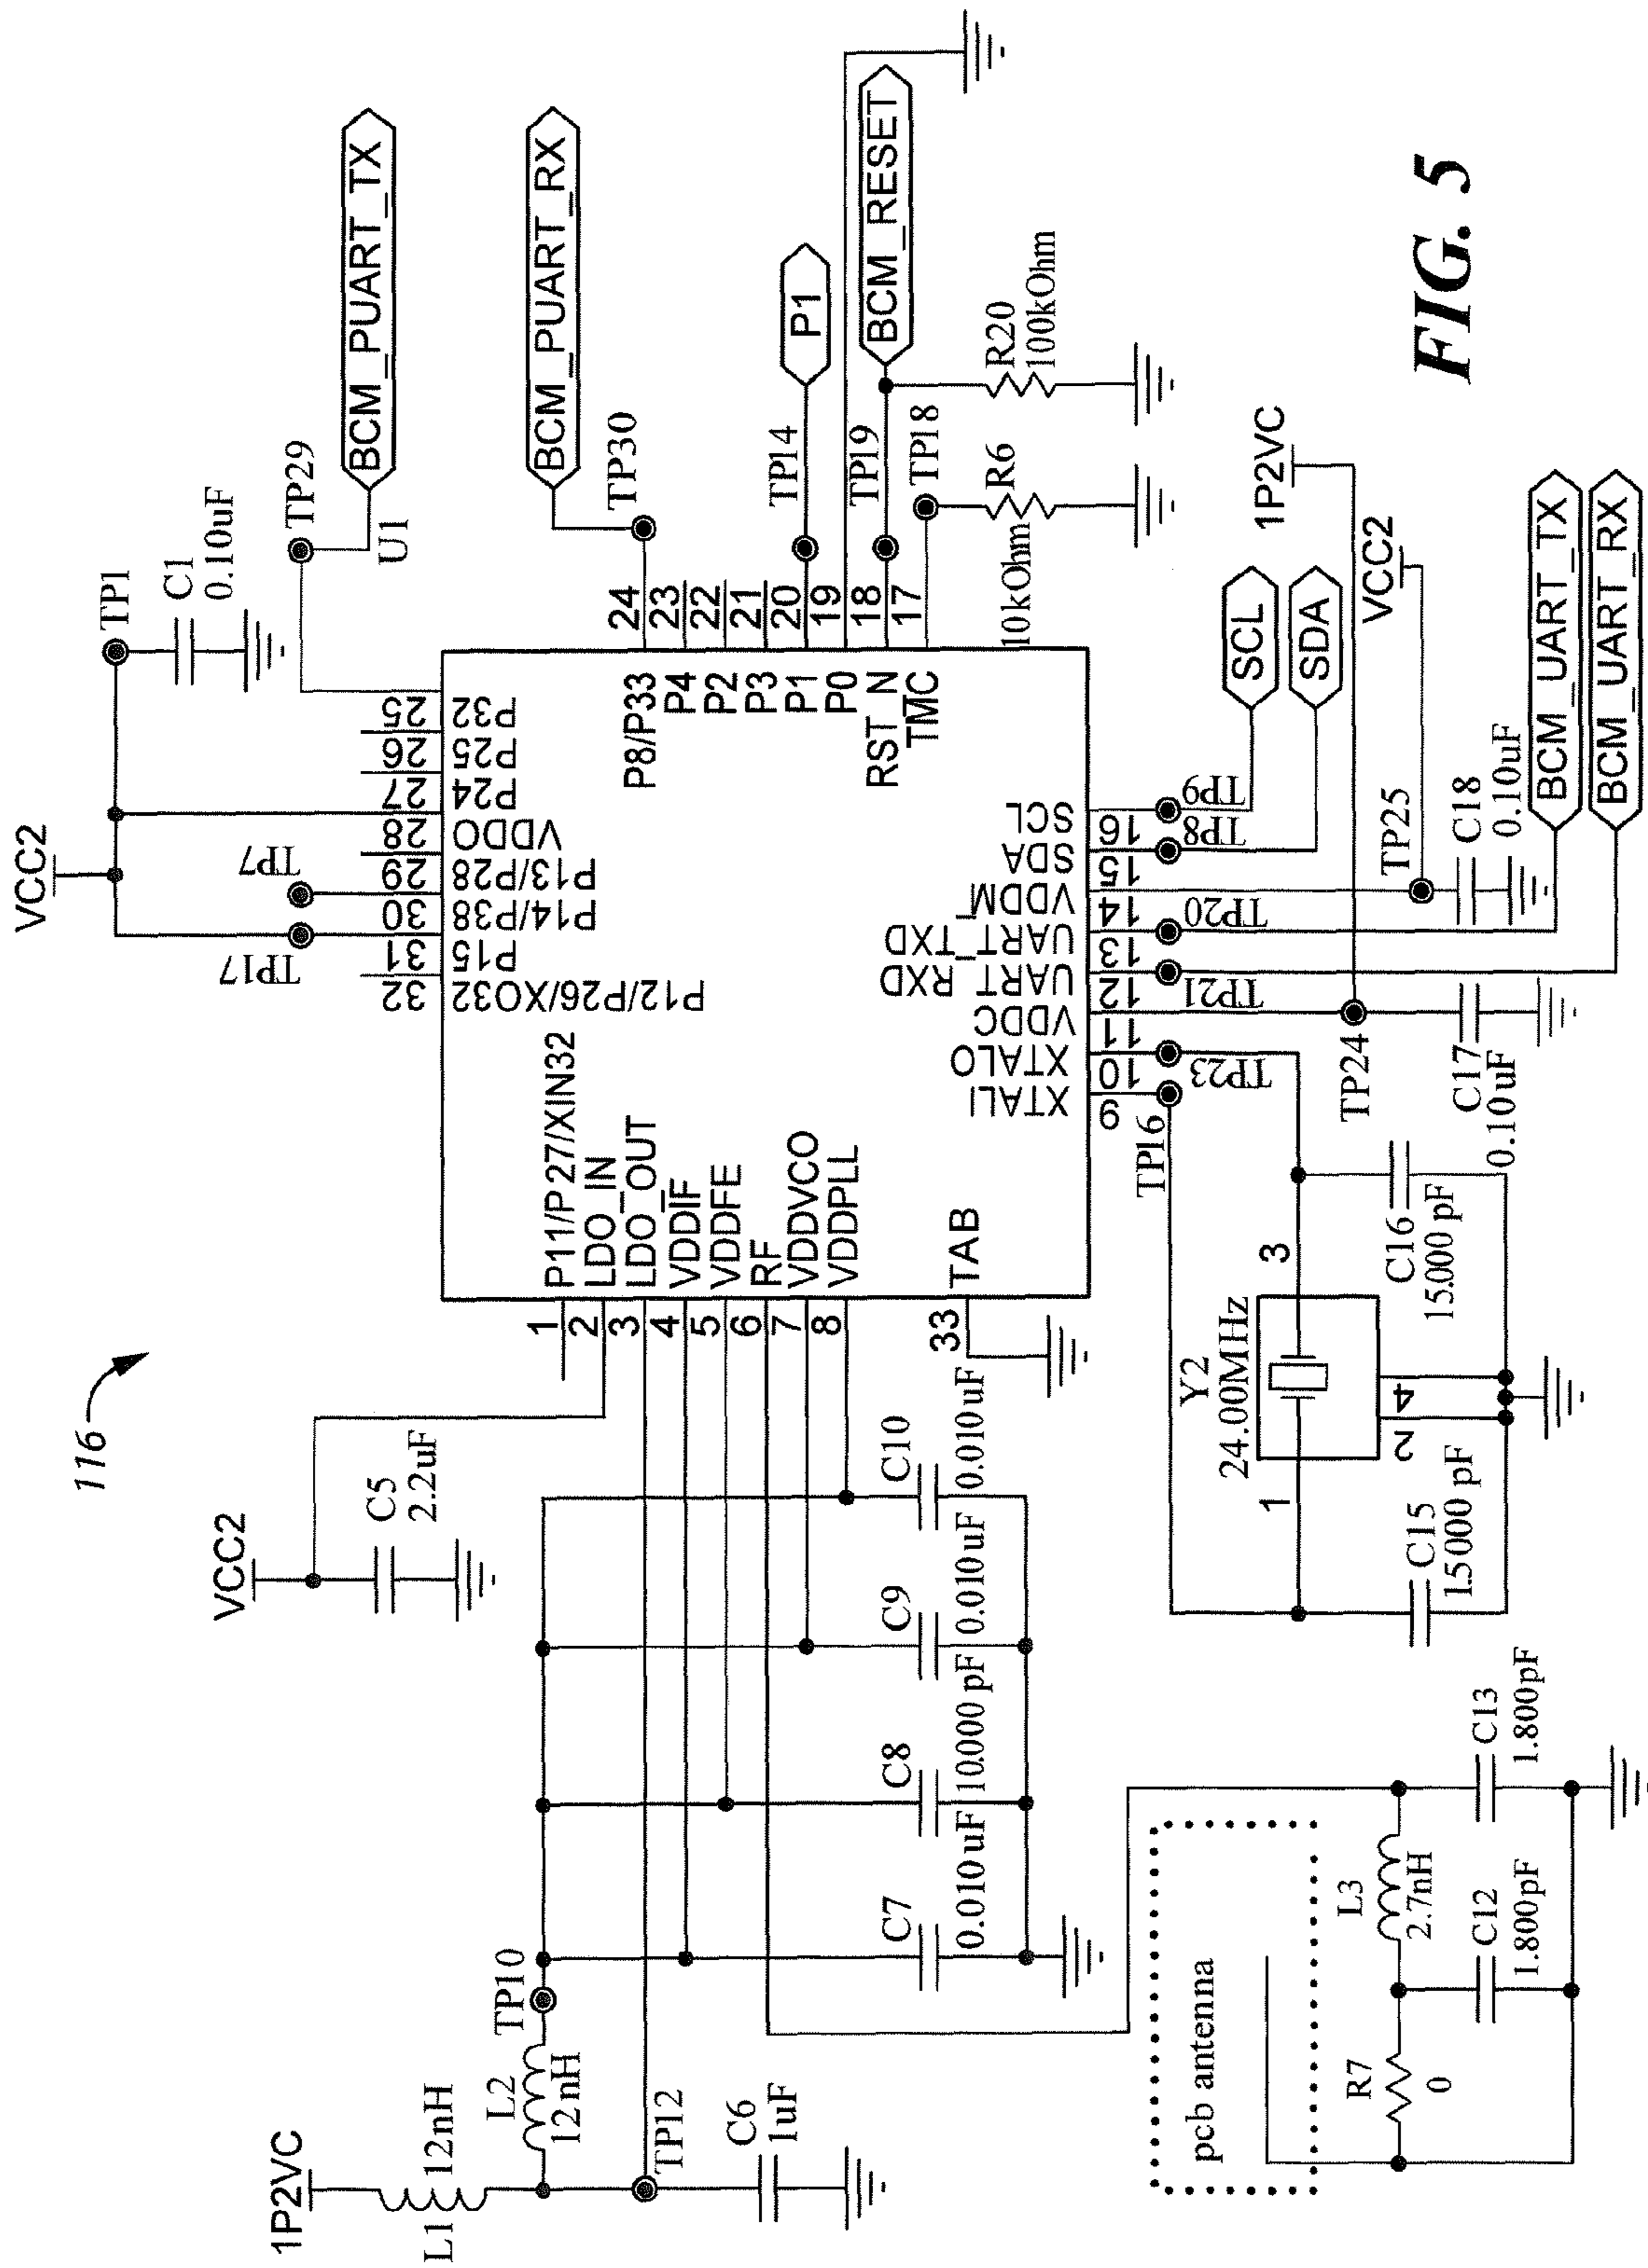 116
VCC2
TP1
C1
0.10uF
TP29
BCM_PUART_TX
U1
BCM_PUART_RX
TP30
TP7
TP17
32
31
30
29
28
27
26
25
P12/P26/XO32
P15
P14/P38
P13/P28
VDDO
P24
P25
P32
VCC2
C5
2.2uF
1P2VC
L1
12nH
L2
12nH
TP10
TP12
C6
1uF
1
2
3
4
5
6
7
8
33
P11/P27/XIN32
LDO_IN
LDO_OUT
VDDIF
VDDFE
RF
VDDVCO
VDDPLL
TAB
P8/P33
P4
P2
P3
P1
P0
RST_N
TMC
24
23
22
21
20
19
18
17
TP14
P1
TP19
BCM_RESET
TP18
R6
10kOhm
R20
100kOhm
C7
0.010uF
C8
10.000pF
C9
0.010uF
C10
0.010uF
XTALI
XTALO
VDDC
UART_RXD
UART_TXD
VDDM
SDA
SCL
9
10
11
12
13
14
15
16
TP16
TP23
TP21
TP20
TP8
TP9
SCL
SDA
1P2VC
VCC2
TP24
TP25
C17
0.10uF
C18
0.10uF
BCM_UART_TX
BCM_UART_RX
Y2
24.00MHz
1
3
2
4
C15
15.000pF
C16
15.000pF
pcb antenna
R7
0
L3
2.7nH
C12
1.800pF
C13
1.800pF
FIG. 5